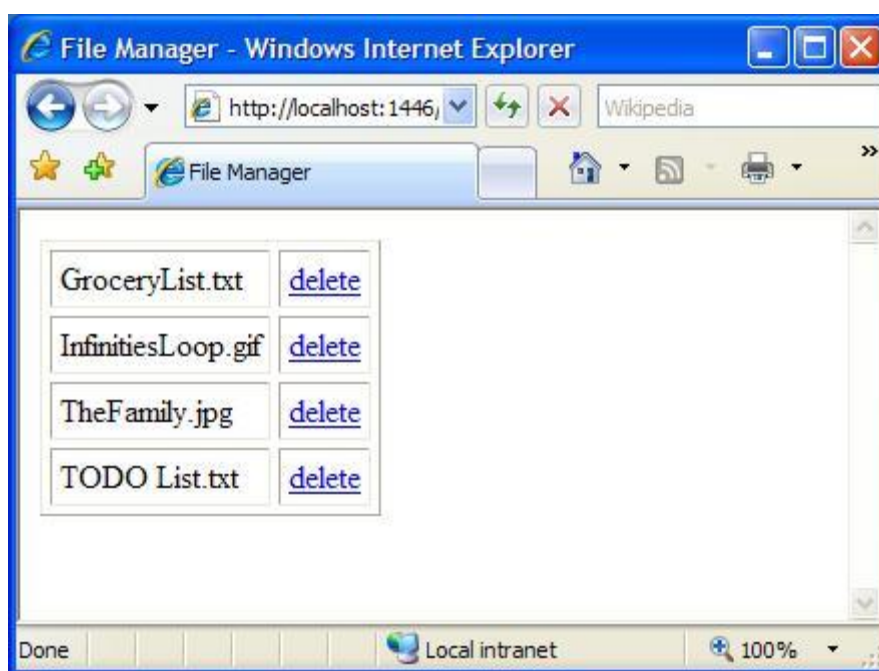 File Manager - Windows Internet Explorer
http://localhost:1446/
Wikipedia
File Manager
GroceryList.txt delete
InfinitiesLoop.gif delete
TheFamily.jpg delete
TODO List.txt delete
Done Local intranet 100%